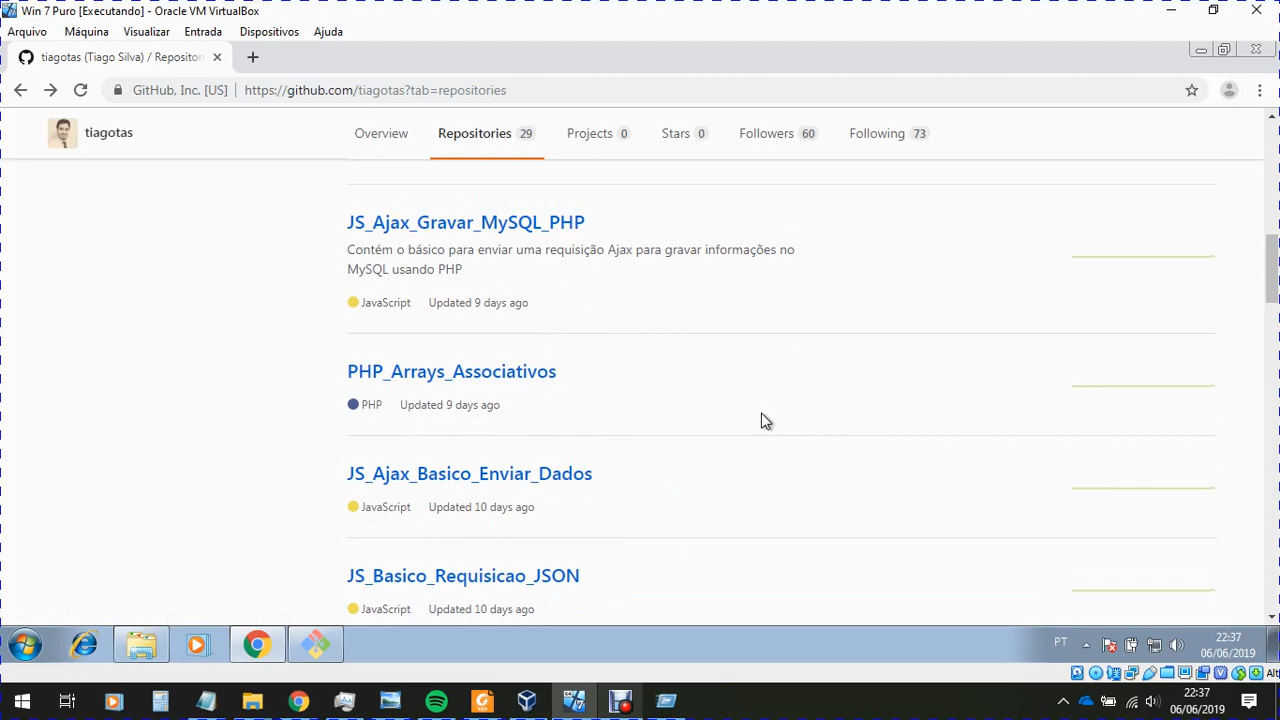 Win 7 Puro [Executando] - Oracle VM VirtualBox
Arquivo Máquina Visualizar Entrada Dispositivos Ajuda
tiagotas (Tiago Silva) / Repositor
GitHub, Inc. [US] https://github.com/tiagotas?tab=repositories
tiagotas Overview Repositories 29 Projects 0 Stars 0 Followers 60 Following 73
JS_Ajax_Gravar_MySQL_PHP
Contém o básico para enviar uma requisição Ajax para gravar informações no
MySQL usando PHP
JavaScript Updated 9 days ago
PHP_Arrays_Associativos
PHP Updated 9 days ago
JS_Ajax_Basico_Enviar_Dados
JavaScript Updated 10 days ago
JS_Basico_Requisicao_JSON
JavaScript Updated 10 days ago
PT 22:37
06/06/2019
Alt
22:37
06/06/2019